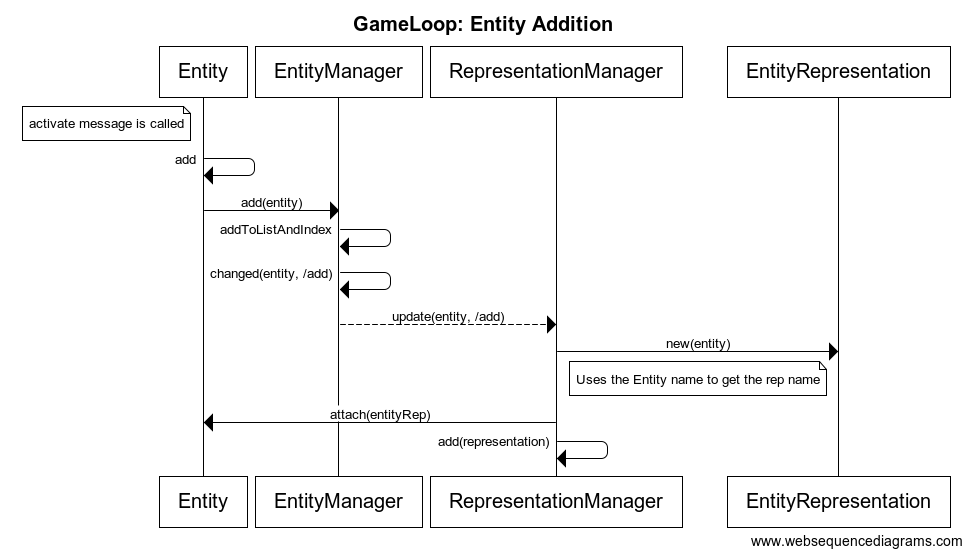 GameLoop: Entity Addition
Entity
EntityManager
RepresentationManager
EntityRepresentation
activate message is called
add
add(entity)
addToListAndIndex
changed(entity, /add)
update(entity, /add)
new(entity)
Uses the Entity name to get the rep name
attach(entityRep)
add(representation)
Entity
EntityManager
RepresentationManager
EntityRepresentation
www.websequencediagrams.com